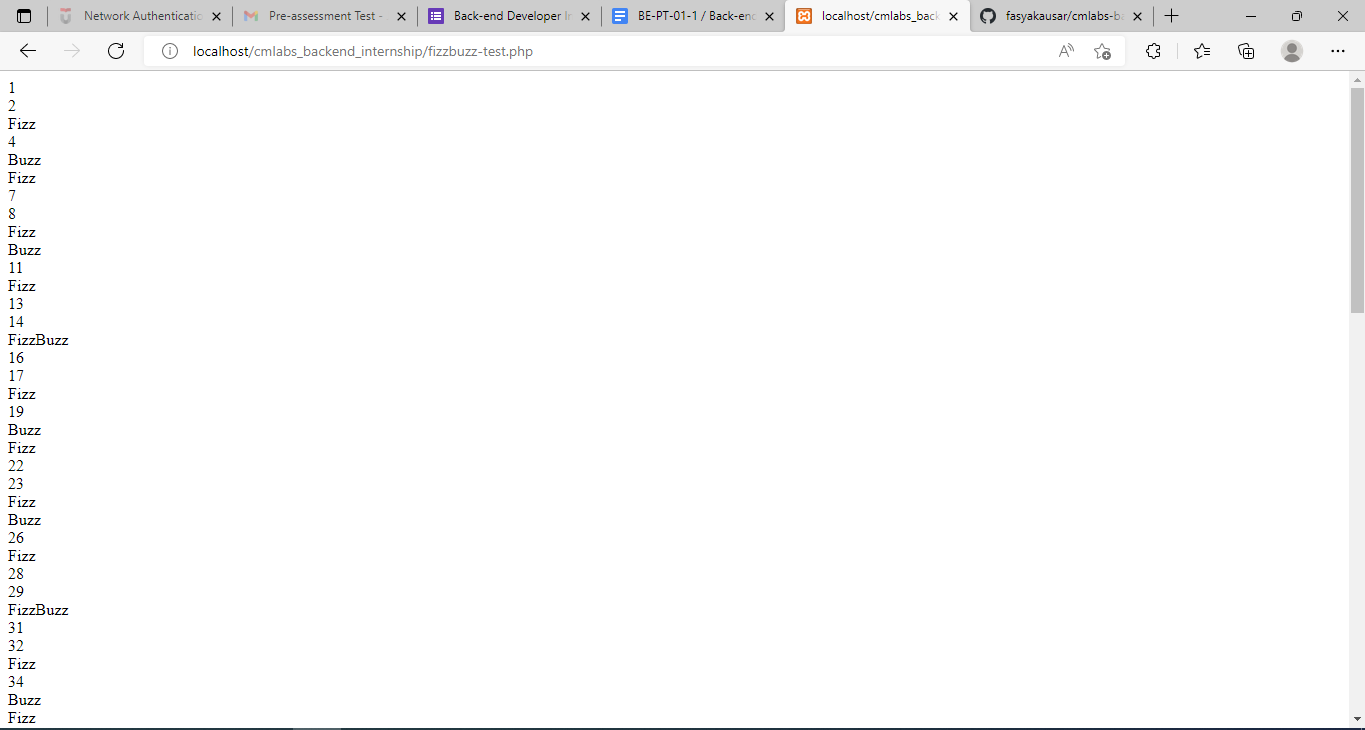 Network Authenticatio
Pre-assessment Test -
Back-end Developer In
BE-PT-01-1 / Back-end
localhost/cmlabs_back
fasyakausar/cmlabs-ba
localhost/cmlabs_backend_internship/fizzbuzz-test.php
1
2
Fizz
4
Buzz
Fizz
7
8
Fizz
Buzz
11
Fizz
13
14
FizzBuzz
16
17
Fizz
19
Buzz
Fizz
22
23
Fizz
Buzz
26
Fizz
28
29
FizzBuzz
31
32
Fizz
34
Buzz
Fizz